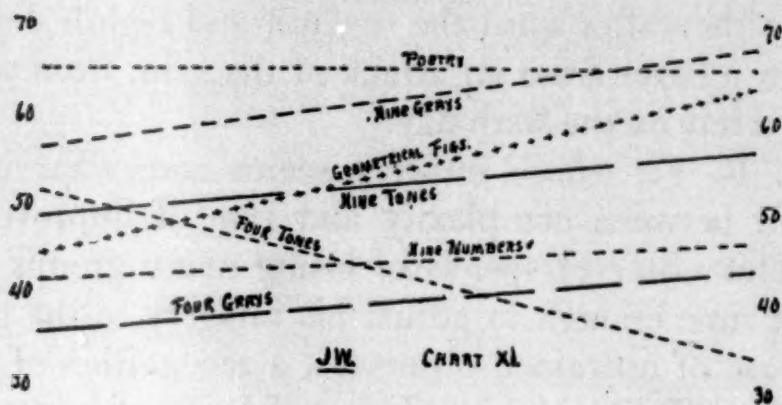 70
70
POETRY
60
NINE GRAYS
60
GEOMETRICAL FIGS.
50
NINE TONES
50
FOUR TONES
NINE NUMBERS
40
FOUR GRAYS
40
JW. CHART XI.
30
30